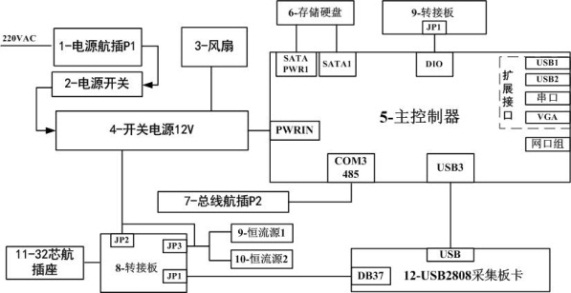 220VAC
1-电源航插P1
2-电源开关
3-风扇
4-开关电源12V
6-存储硬盘
9-转接板
JP1
SATA
PWR1
SATA1
DIO
扩展接口
USB1
USB2
串口
VGA
网口组
5-主控制器
PWRIN
COM3
485
USB3
7-总线航插P2
JP2
JP3
JP1
8-转接板
9-恒流源1
10-恒流源2
11-32芯航
插座
USB
DB37
12-USB2808采集板卡